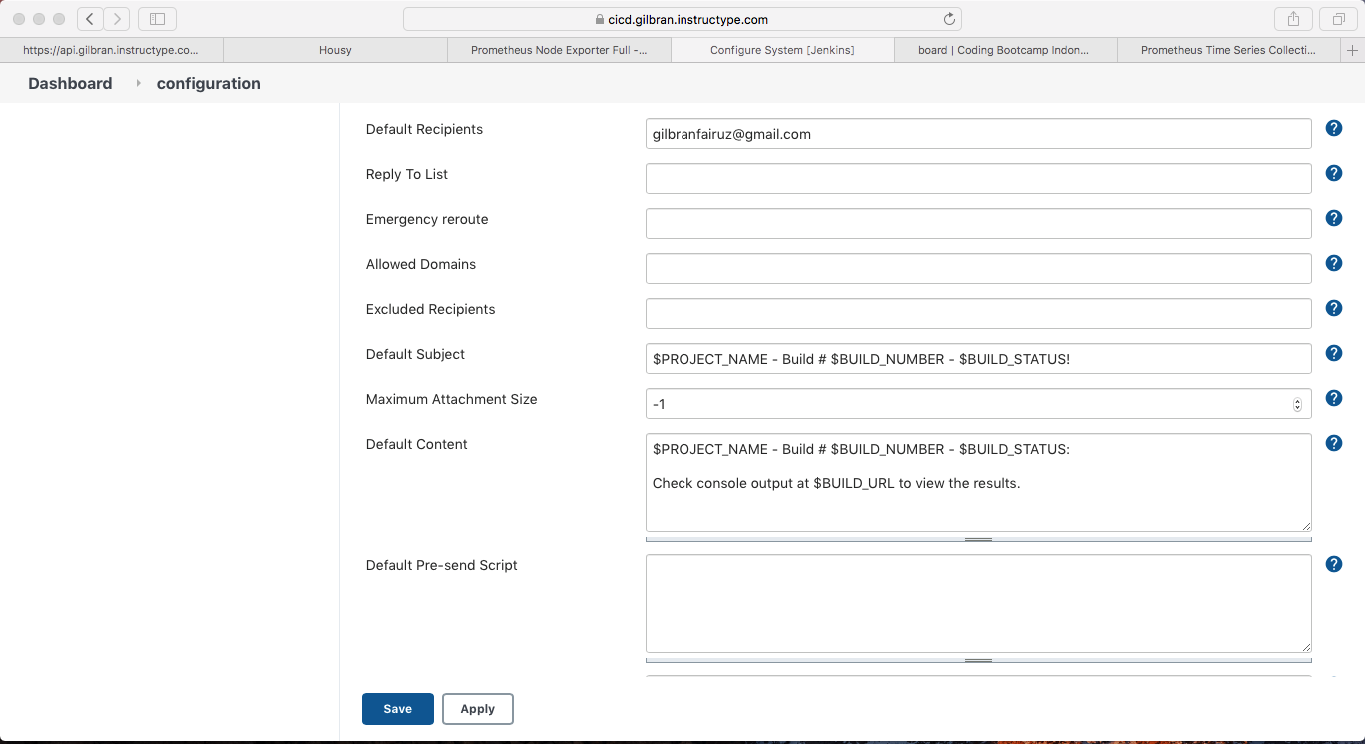 cicd.gilbran.instructype.com
https://api.gilbran.instructype.co...
Housy
Prometheus Node Exporter Full -...
Configure System [Jenkins]
board | Coding Bootcamp Indon...
Prometheus Time Series Collecti...
Dashboard
configuration
Default Recipients
gilbranfairuz@gmail.com
Reply To List
Emergency reroute
Allowed Domains
Excluded Recipients
Default Subject
$PROJECT_NAME - Build # $BUILD_NUMBER - $BUILD_STATUS!
Maximum Attachment Size
-1
Default Content
$PROJECT_NAME - Build # $BUILD_NUMBER - $BUILD_STATUS:
Check console output at $BUILD_URL to view the results.
Default Pre-send Script
Save
Apply